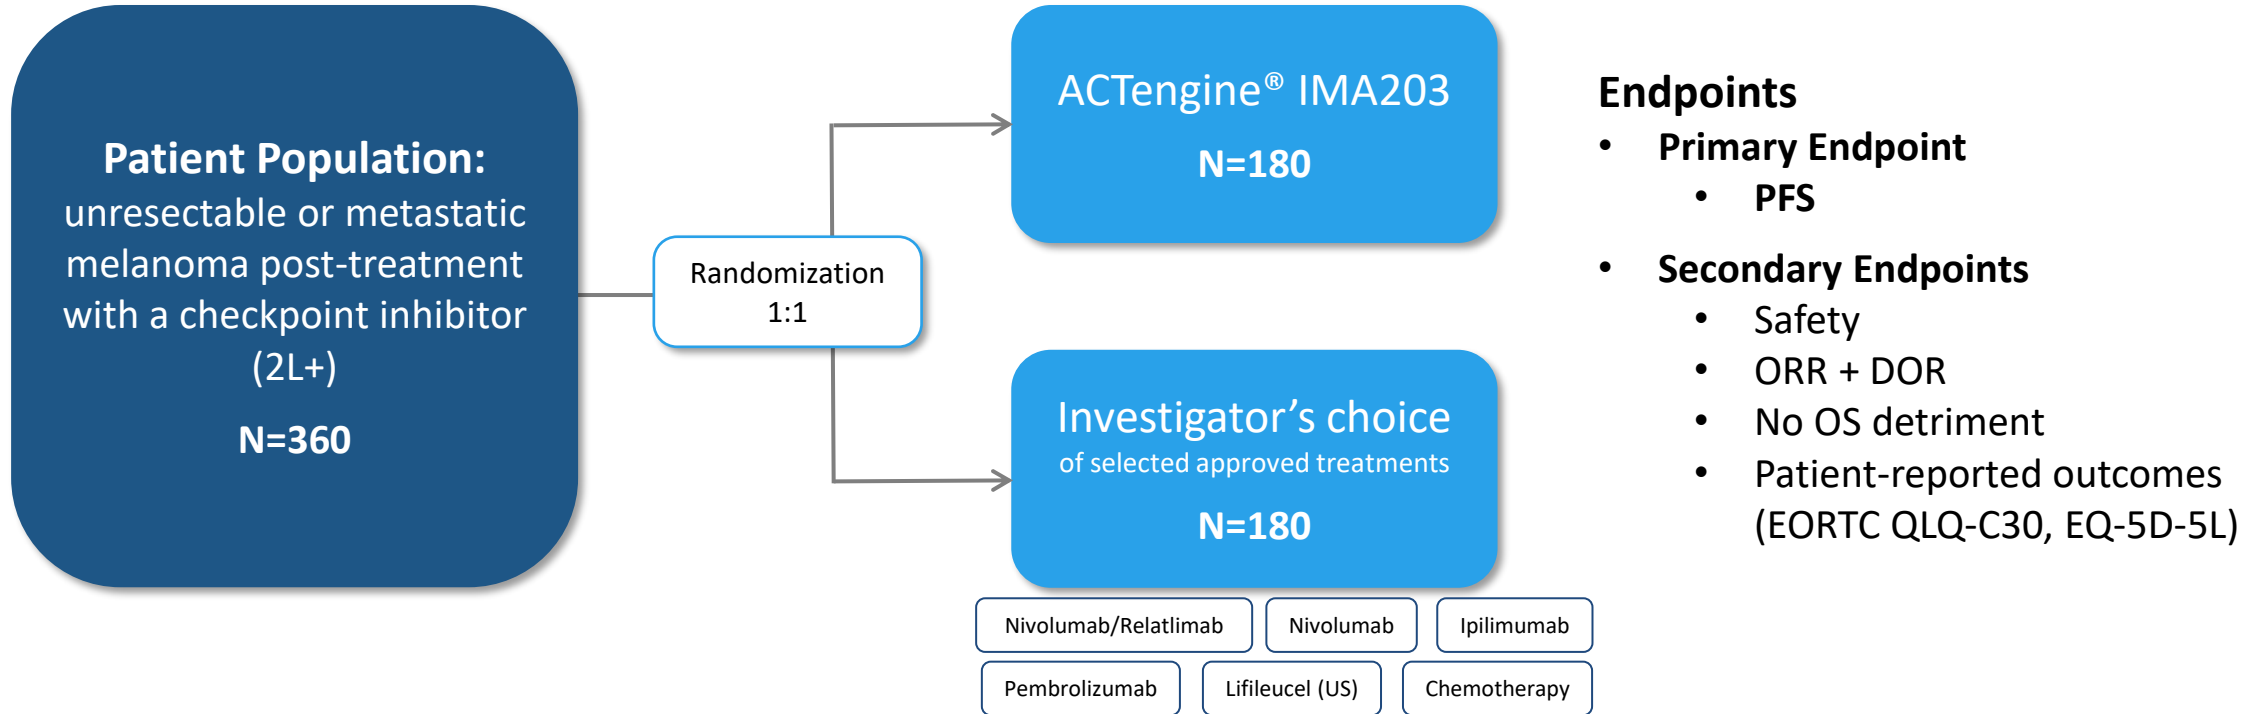 Patient Population:
unresectable or metastatic
melanoma post-treatment
with a checkpoint inhibitor
(2L+)
N=360
Randomization
1:1
ACTengine® IMA203
N=180
Investigator’s choice
of selected approved treatments
N=180
Nivolumab/Relatlimab
Nivolumab
Ipilimumab
Pembrolizumab
Lifileucel (US)
Chemotherapy
Endpoints
• Primary Endpoint
• PFS
• Secondary Endpoints
• Safety
• ORR + DOR
• No OS detriment
• Patient-reported outcomes
(EORTC QLQ-C30, EQ-5D-5L)